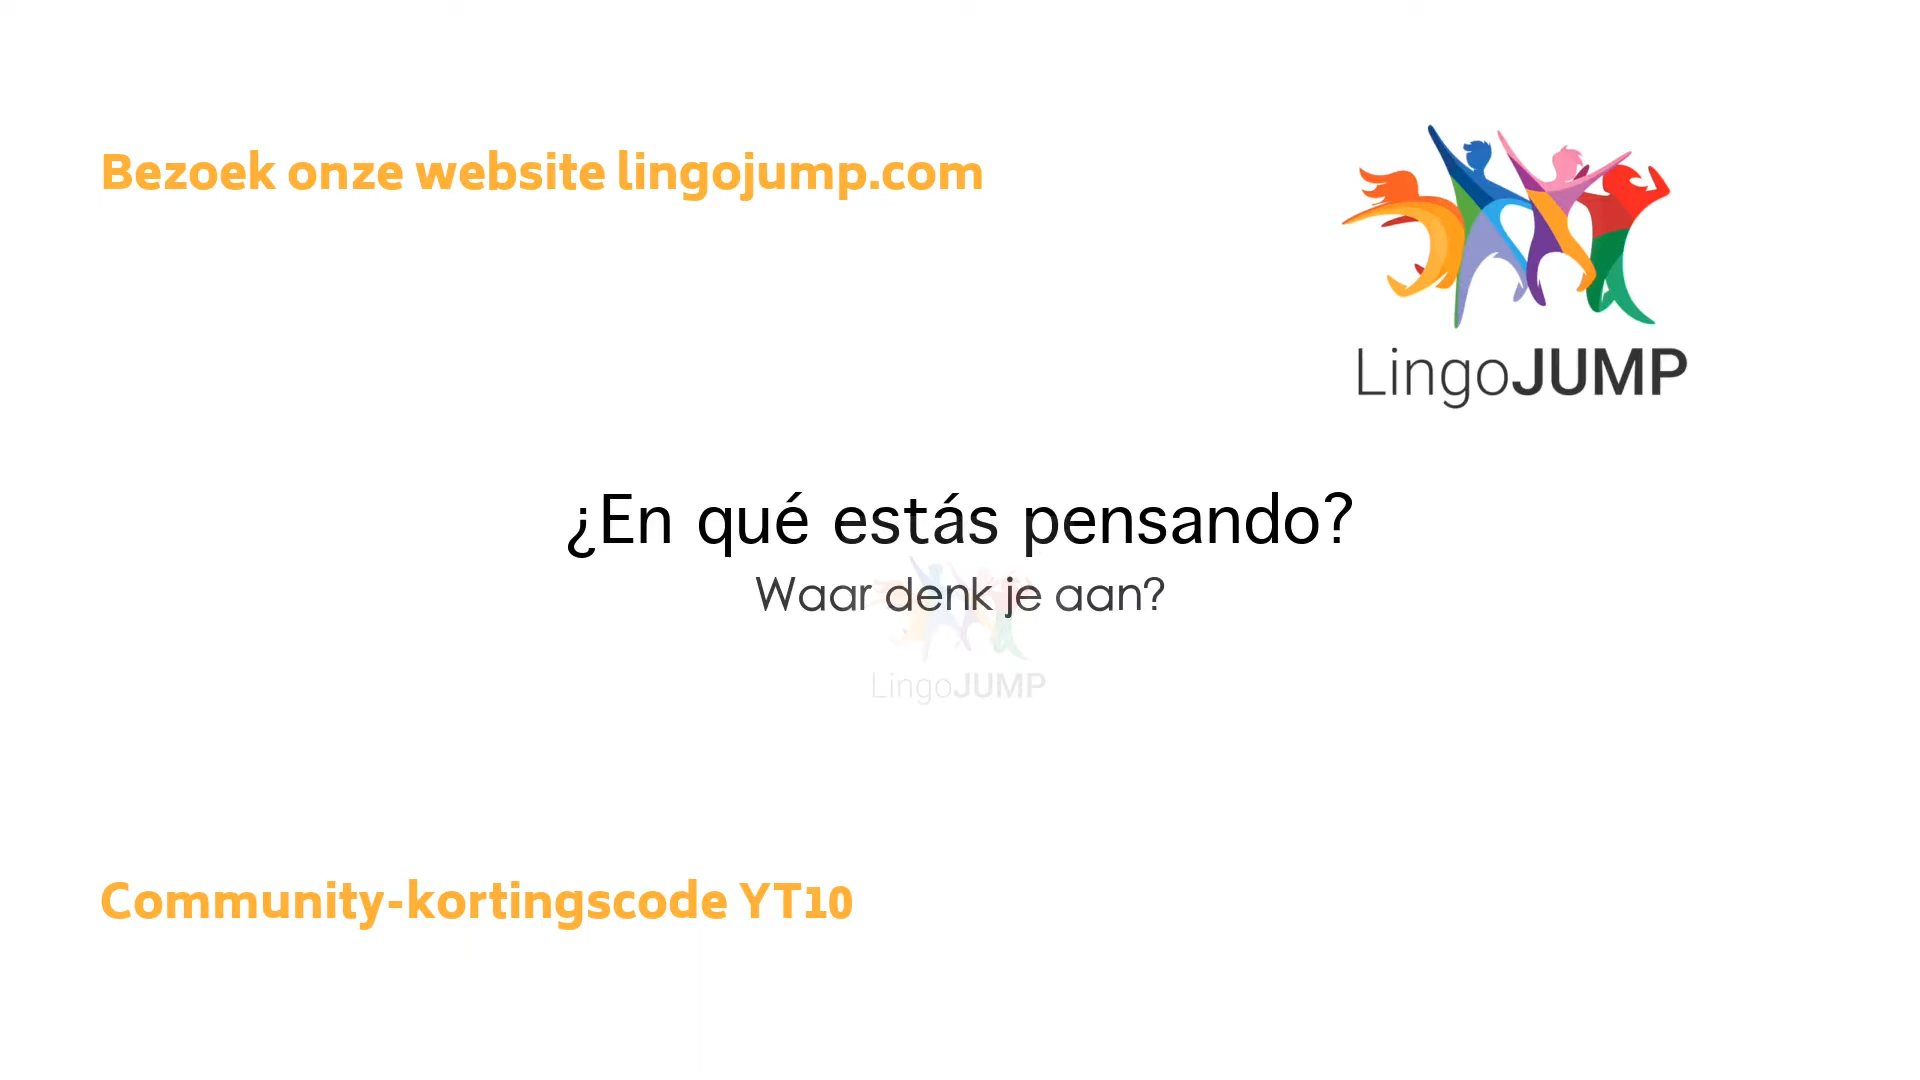 Bezoek onze website lingojump.com
LingoJUMP
¿En qué estás pensando?
Waar denk je aan?
LingoJUMP
Community-kortingscode YT10